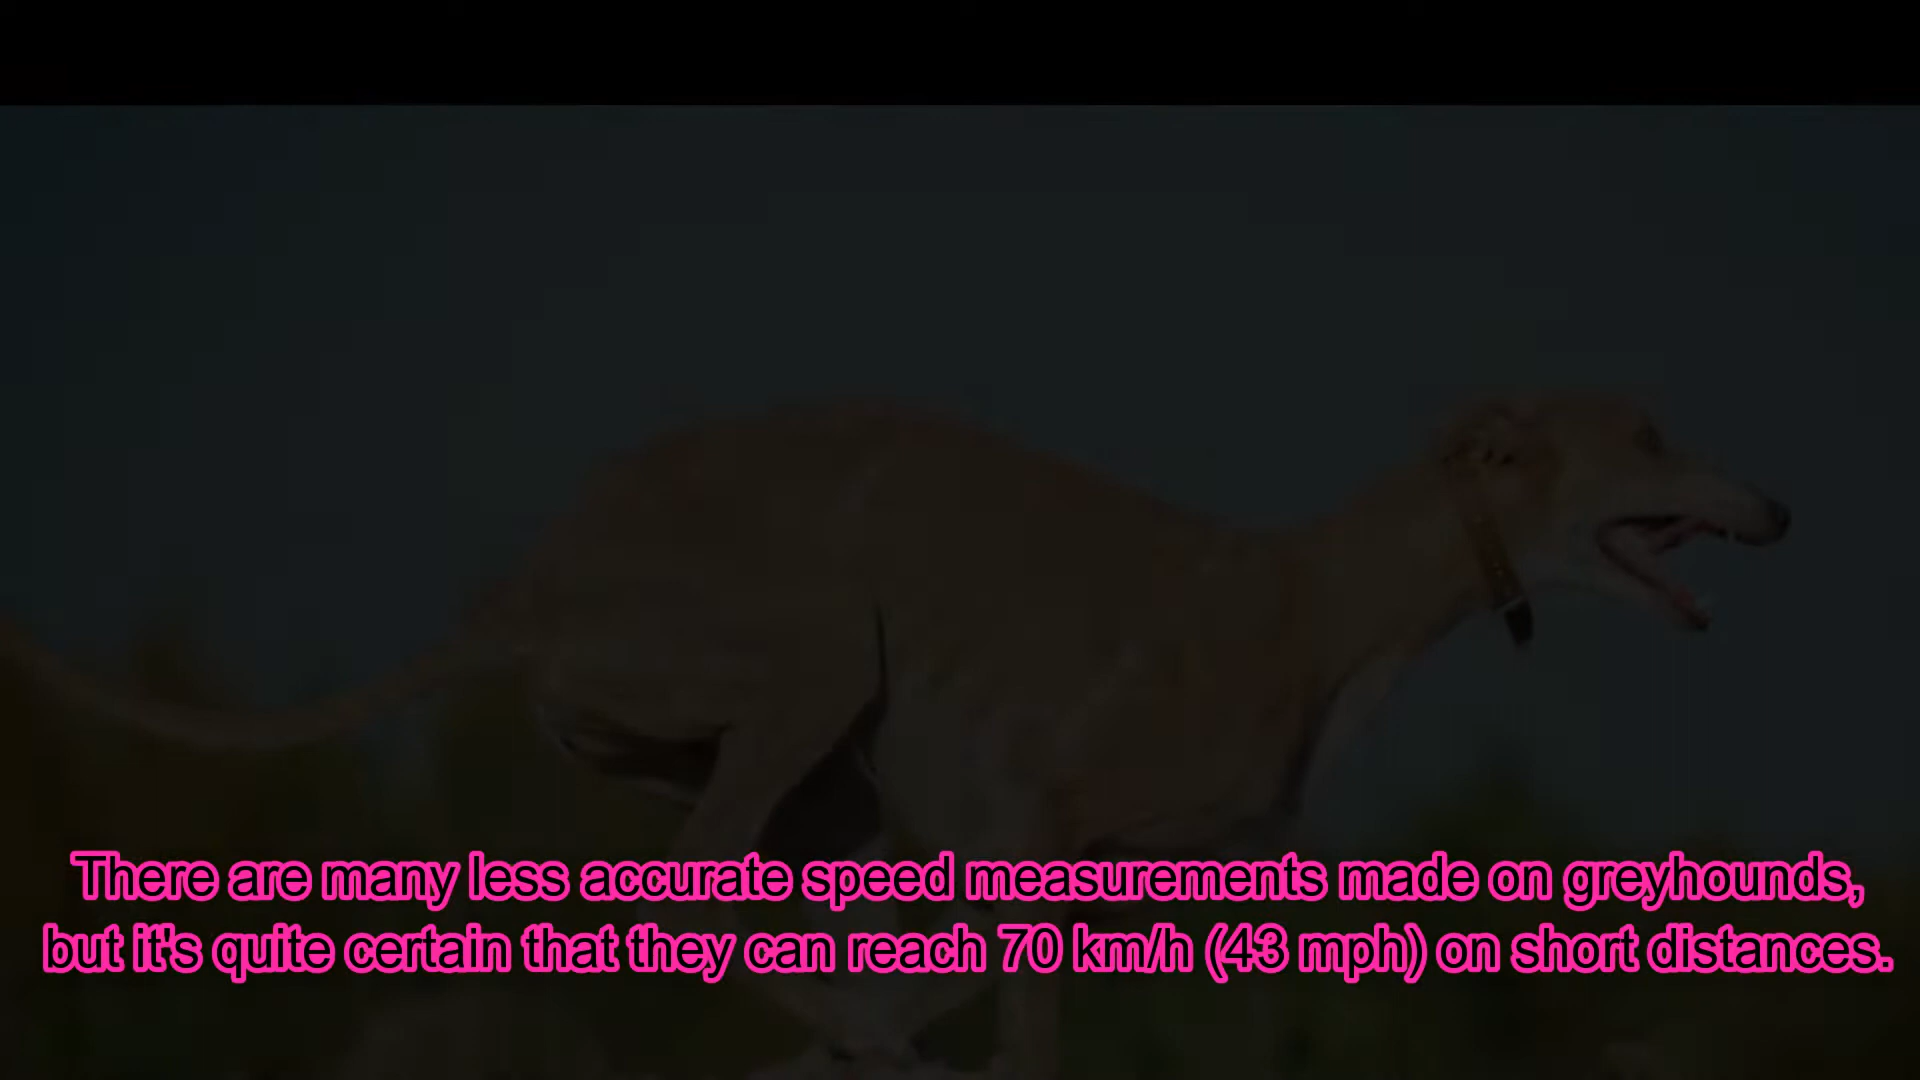 There are many less accurate speed measurements made on greyhounds,
but it's quite certain that they can reach 70 km/h (43 mph) on short distances.